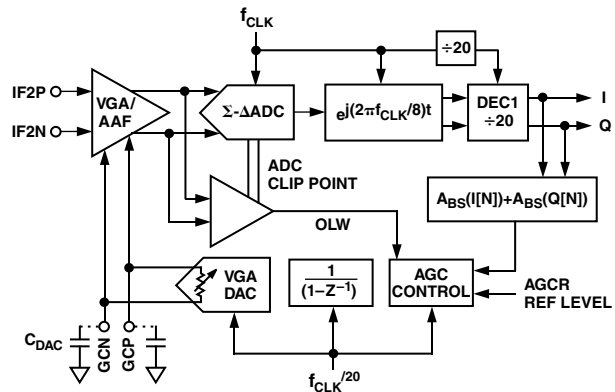 fCLK
÷20
IF2P
IF2N
VGA/
AAF
Σ-ΔADC
ej(2πfCLK/8)t
DEC1
÷20
I
Q
ADC
CLIP POINT
ABS(I[N])+ABS(Q[N])
OLW
VGA
DAC
1
(1–Z–1)
AGC
CONTROL
AGCR
REF LEVEL
CDAC
GCN
GCP
fCLK/20